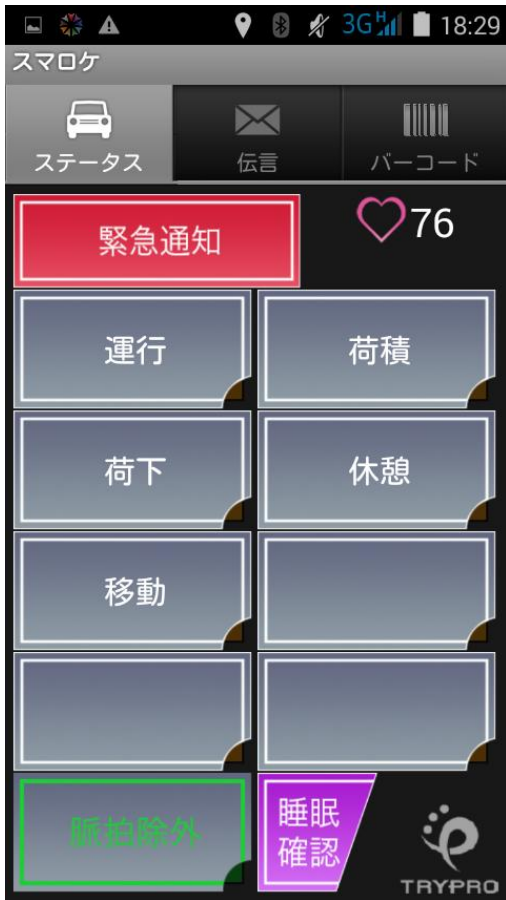 3G H 18:29
スマロケ
ステータス 伝言 バーコード
緊急通知 76
運行 荷積
荷下 休憩
移動
脈拍除外 睡眠
確認
TRYPRO